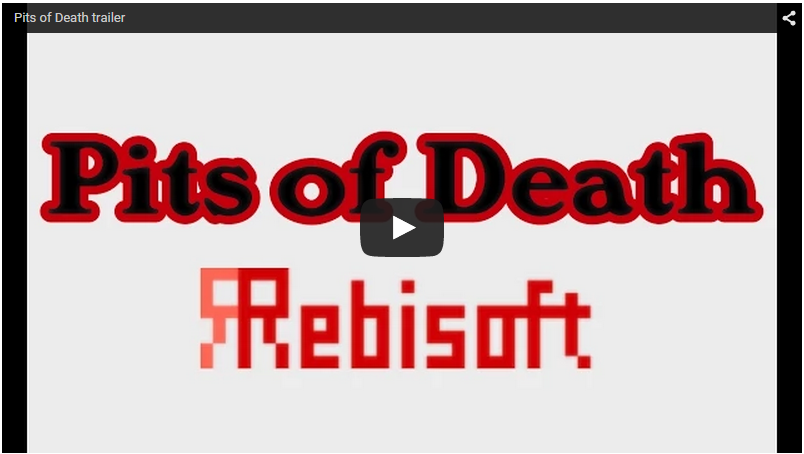 Pits of Death trailer
Pits of Death
Rebisoft